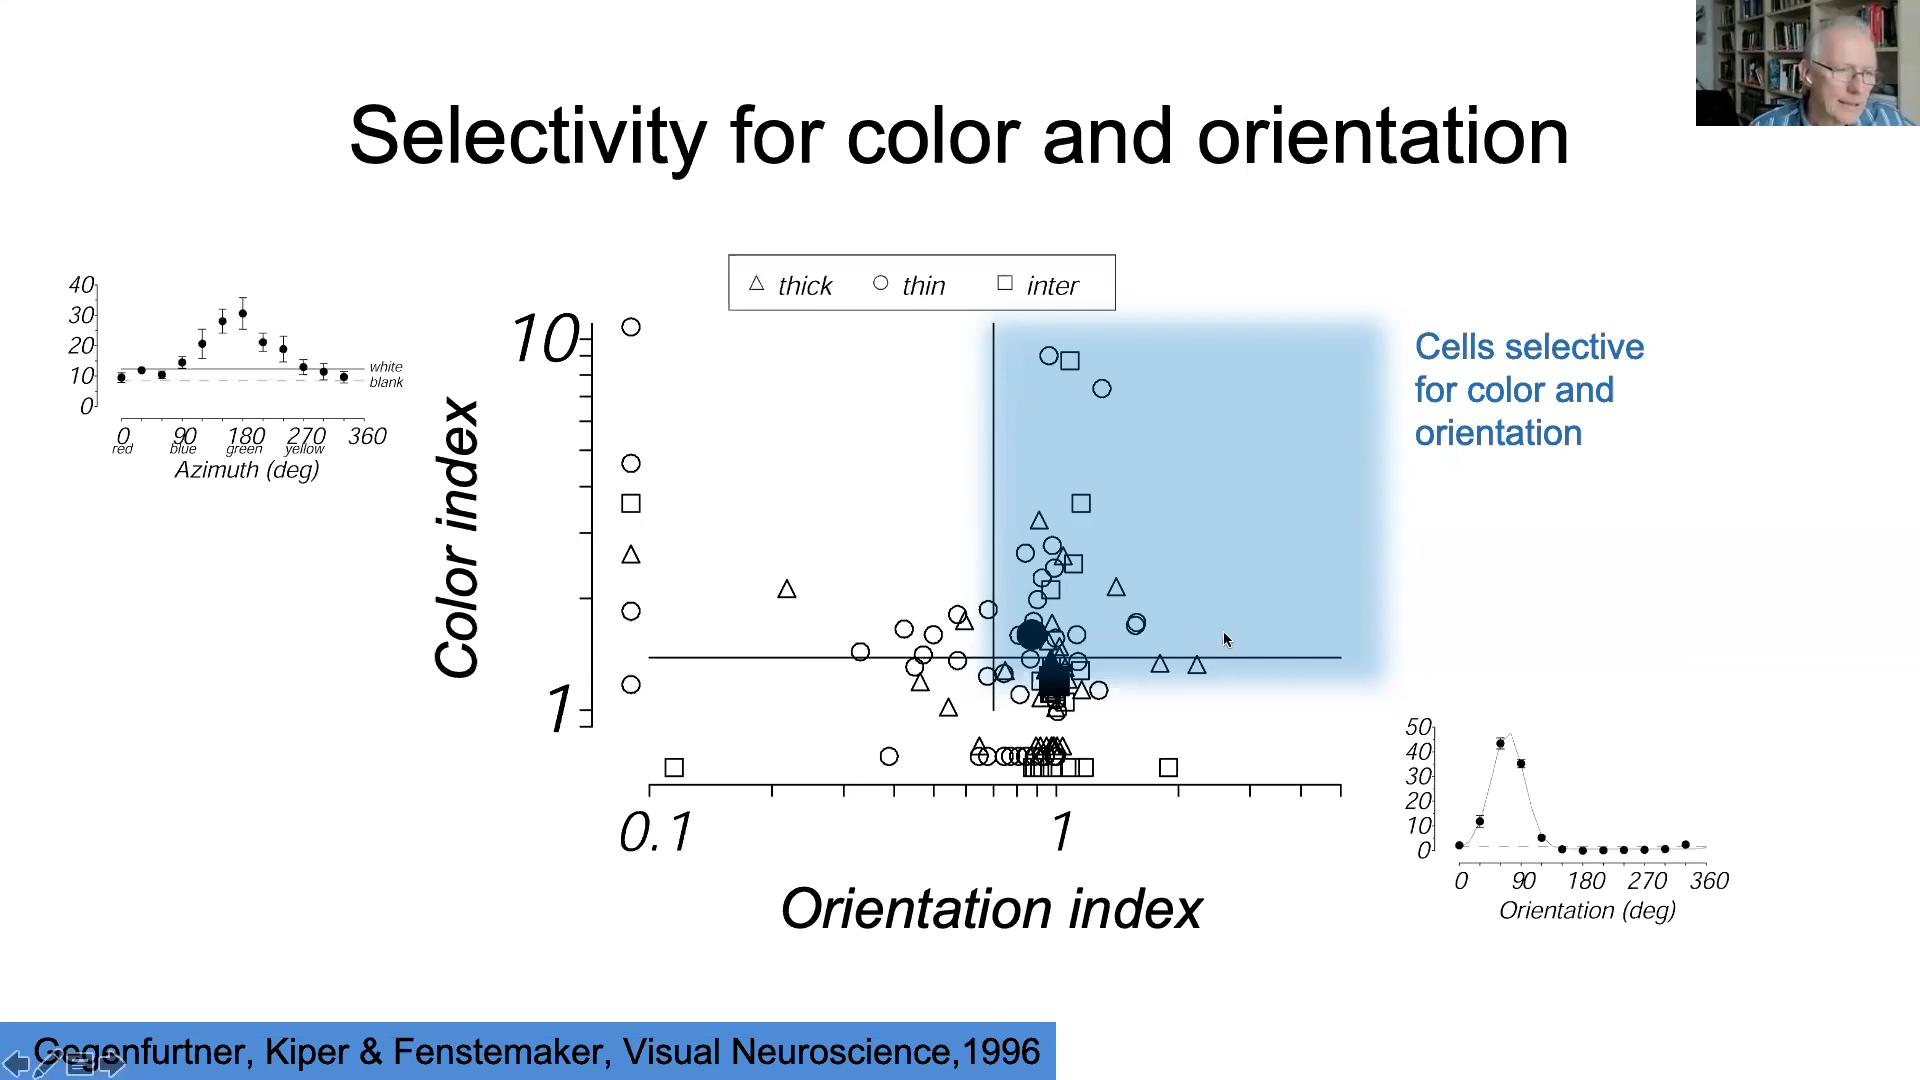 Selectivity for color and orientation
thick thin inter
40
30
20
10
0
white
blank
0 90 180 270 360
red blue green yellow
Azimuth (deg)
10
1
Color index
0.1 1
Orientation index
Cells selective
for color and
orientation
50
40
30
20
10
0
0 90 180 270 360
Orientation (deg)
Gegenfurtner, Kiper & Fenstemaker, Visual Neuroscience,1996